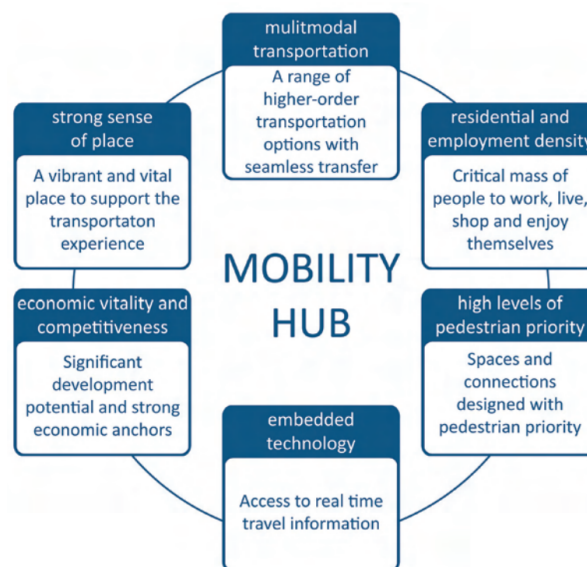 mulitmodal
transportation
A range of
higher-order
transportation
options with
seamless transfer
strong sense
of place
A vibrant and vital
place to support the
transportaton
experience
residential and
employment density
Critical mass of
people to work, live,
shop and enjoy
themselves
MOBILITY
HUB
economic vitality and
competitiveness
Significant
development
potential and strong
economic anchors
high levels of
pedestrian priority
Spaces and
connections
designed with
pedestrian priority
embedded
technology
Access to real time
travel information